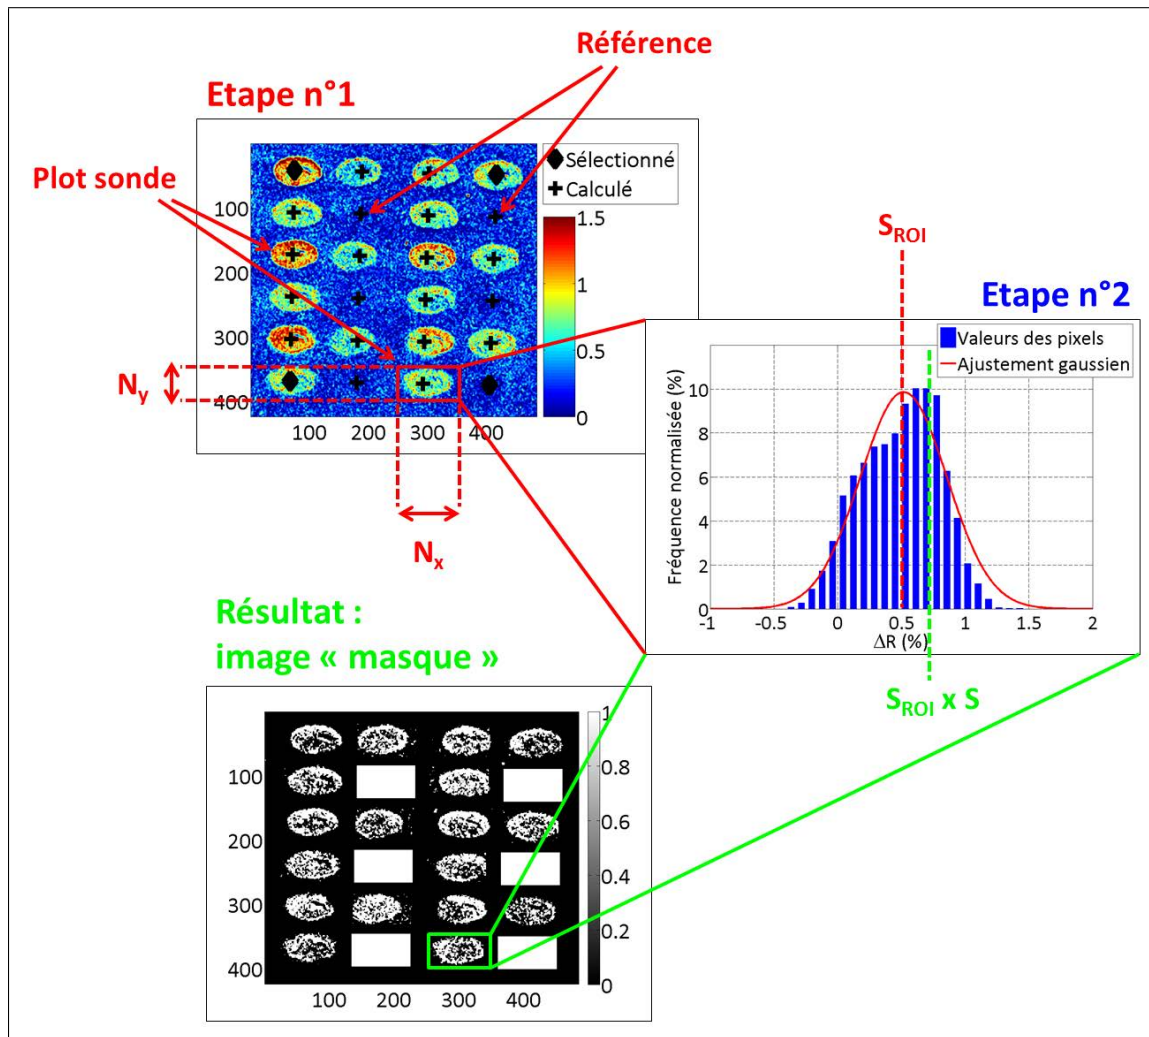 Référence
Etape n°1
Plot sonde
Sélectionné
Calculé
100
200
300
400
100 200 300 400
1.5
1
0.5
0
N_y
N_x
S_ROI
Etape n°2
Valeurs des pixels
Ajustement gaussien
Fréquence normalisée (%)
10
8
6
4
2
0
-1 -0.5 0 0.5 1 1.5 2
ΔR (%)
S_ROI x S
Résultat :
image « masque »
100
200
300
400
100 200 300 400
1
0.8
0.6
0.4
0.2
0